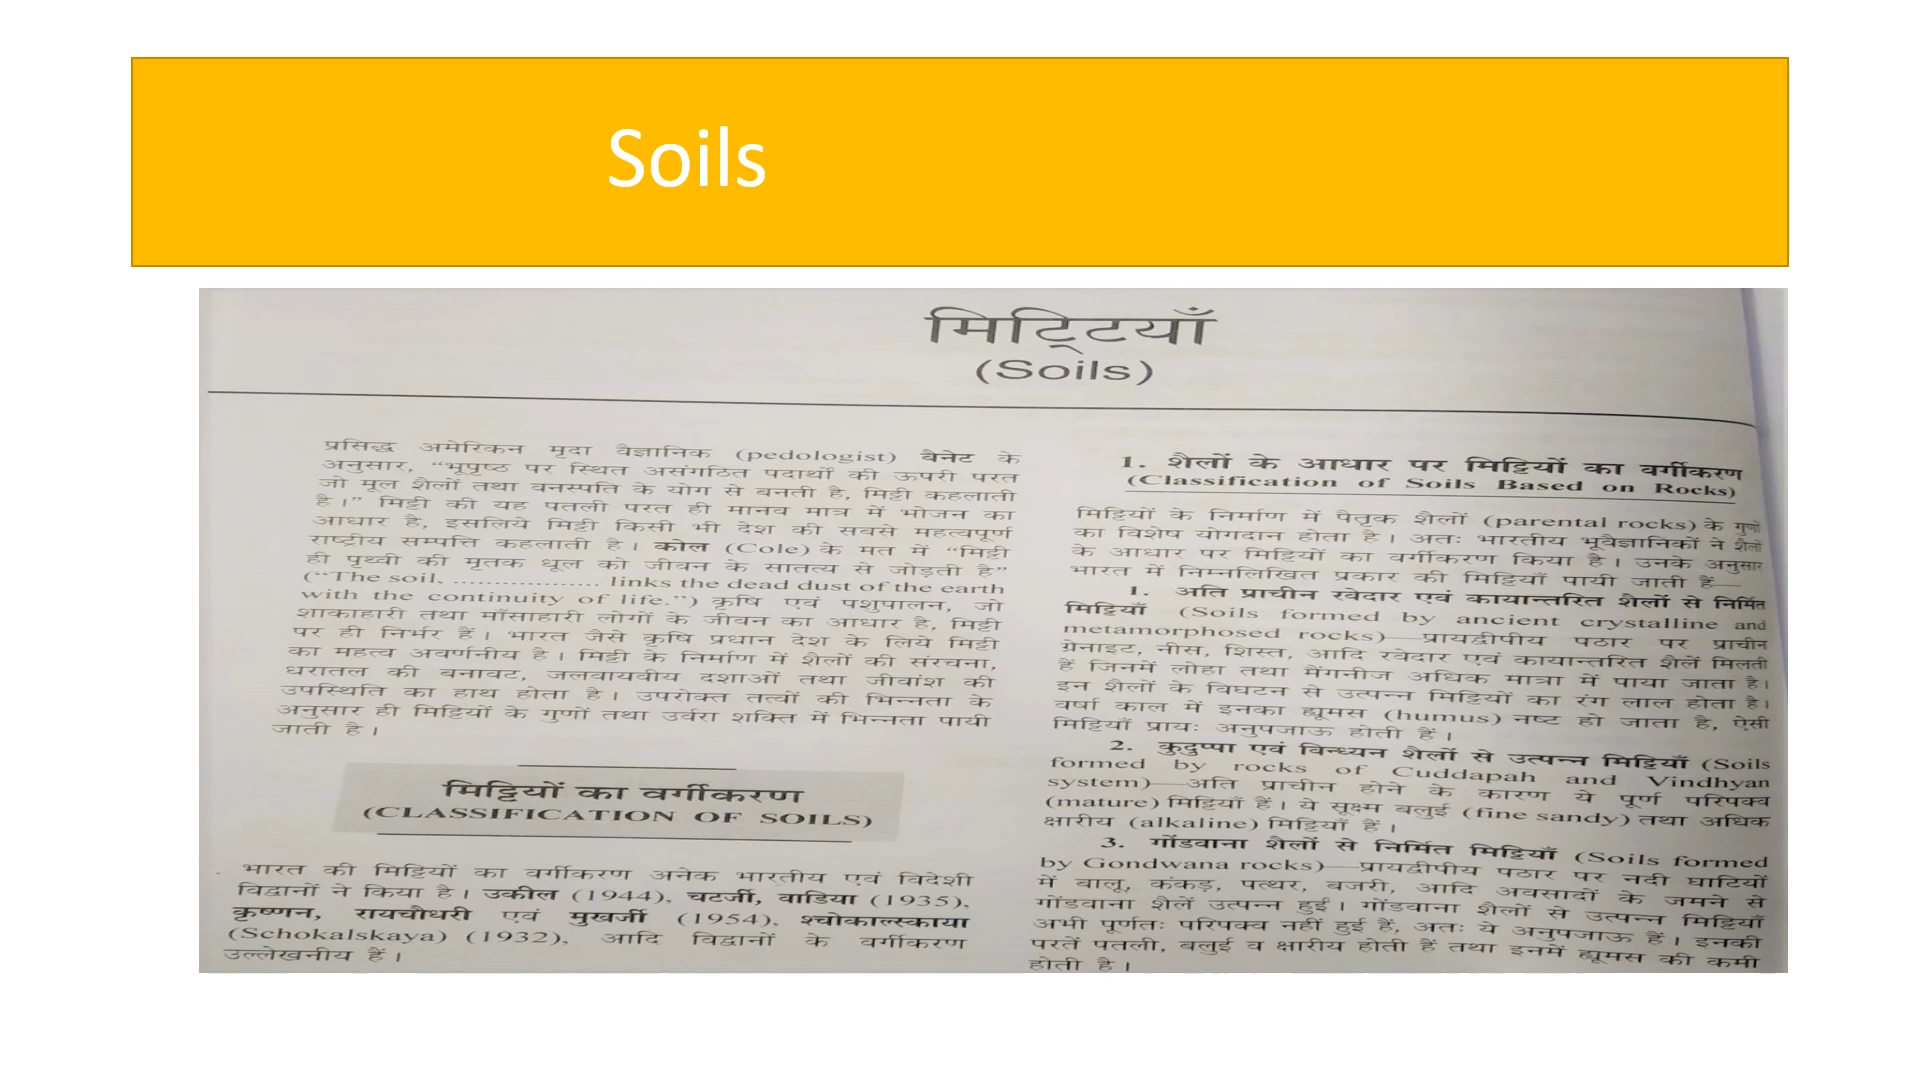 Soils
मिट्टियाँ
(Soils)
प्रसिद्ध अमेरिकन मृदा वैज्ञानिक (pedologist) बैनेट के
अनुसार, “भूपृष्ठ पर स्थित असंगठित पदार्थों की ऊपरी परत
जो मूल शैलों तथा वनस्पति के योग से बनती है, मिट्टी कहलाती
है।” मिट्टी की यह पतली परत ही मानव मात्र में भोजन का
आधार है, इसलिये मिट्टी किसी भी देश की सबसे महत्वपूर्ण
राष्ट्रीय सम्पत्ति कहलाती है। कोल (Cole) के मत में “मिट्टी
ही पृथ्वी की मृतक धूल को जीवन के सातत्य से जोड़ती है”
(“The soil, .................. links the dead dust of the earth
with the continuity of life.”) कृषि एवं पशुपालन, जो
शाकाहारी तथा माँसाहारी लोगों के जीवन का आधार है, मिट्टी
पर ही निर्भर हैं। भारत जैसे कृषि प्रधान देश के लिये मिट्टी
का महत्व अवर्णनीय है। मिट्टी के निर्माण में शैलों की संरचना,
धरातल की बनावट, जलवायवीय दशाओं तथा जीवांश की
उपस्थिति का हाथ होता है। उपरोक्त तत्वों की भिन्नता के
अनुसार ही मिट्टियों के गुणों तथा उर्वरा शक्ति में भिन्नता पायी
जाती है।
मिट्टियों का वर्गीकरण
(CLASSIFICATION OF SOILS)
भारत की मिट्टियों का वर्गीकरण अनेक भारतीय एवं विदेशी
विद्वानों ने किया है। उकील (1944), चटर्जी, वाडिया (1935),
कृष्णन, रायचौधरी एवं मुखर्जी (1954), श्चोकाल्स्काया
(Schokalskaya) (1932), आदि विद्वानों के वर्गीकरण
उल्लेखनीय हैं।
1. शैलों के आधार पर मिट्टियों का वर्गीकरण
(Classification of Soils Based on Rocks)
मिट्टियों के निर्माण में पैतृक शैलों (parental rocks) के गुणों
का विशेष योगदान होता है। अतः भारतीय भूवैज्ञानिकों ने शैलों
के आधार पर मिट्टियों का वर्गीकरण किया है। उनके अनुसार
भारत में निम्नलिखित प्रकार की मिट्टियाँ पायी जाती हैं—
1. अति प्राचीन रवेदार एवं कायान्तरित शैलों से निर्मित
मिट्टियाँ (Soils formed by ancient crystalline and
metamorphosed rocks)—प्रायद्वीपीय पठार पर प्राचीन
ग्रेनाइट, नीस, शिस्त, आदि रवेदार एवं कायान्तरित शैलें मिलती
हैं जिनमें लोहा तथा मैंगनीज अधिक मात्रा में पाया जाता है।
इन शैलों के विघटन से उत्पन्न मिट्टियों का रंग लाल होता है।
वर्षा काल में इनका ह्यूमस (humus) नष्ट हो जाता है, ऐसी
मिट्टियाँ प्रायः अनुपजाऊ होती हैं।
2. कुदुप्पा एवं विन्ध्यन शैलों से उत्पन्न मिट्टियाँ (Soils
formed by rocks of Cuddapah and Vindhyan
system)—अति प्राचीन होने के कारण ये पूर्ण परिपक्व
(mature) मिट्टियाँ हैं। ये सूक्ष्म बलुई (fine sandy) तथा अधिक
क्षारीय (alkaline) मिट्टियाँ हैं।
3. गोंडवाना शैलों से निर्मित मिट्टियाँ (Soils formed
by Gondwana rocks)—प्रायद्वीपीय पठार पर नदी घाटियों
में बालू, कंकड़, पत्थर, बजरी, आदि अवसादों के जमने से
गोंडवाना शैलें उत्पन्न हुई। गोंडवाना शैलों से उत्पन्न मिट्टियाँ
अभी पूर्णतः परिपक्व नहीं हुई हैं, अतः ये अनुपजाऊ हैं। इनकी
परतें पतली, बलुई व क्षारीय होती हैं तथा इनमें ह्यूमस की कमी
होती है।